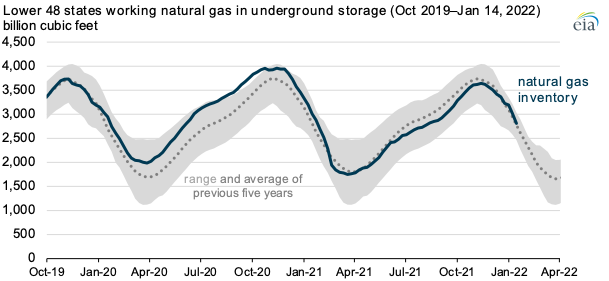 Lower 48 states working natural gas in underground storage (Oct 2019–Jan 14, 2022)
billion cubic feet
eia
4,500
4,000
3,500
3,000
2,500
2,000
1,500
1,000
500
0
natural gas
inventory
range and average of
previous five years
Oct-19 Jan-20 Apr-20 Jul-20 Oct-20 Jan-21 Apr-21 Jul-21 Oct-21 Jan-22 Apr-22